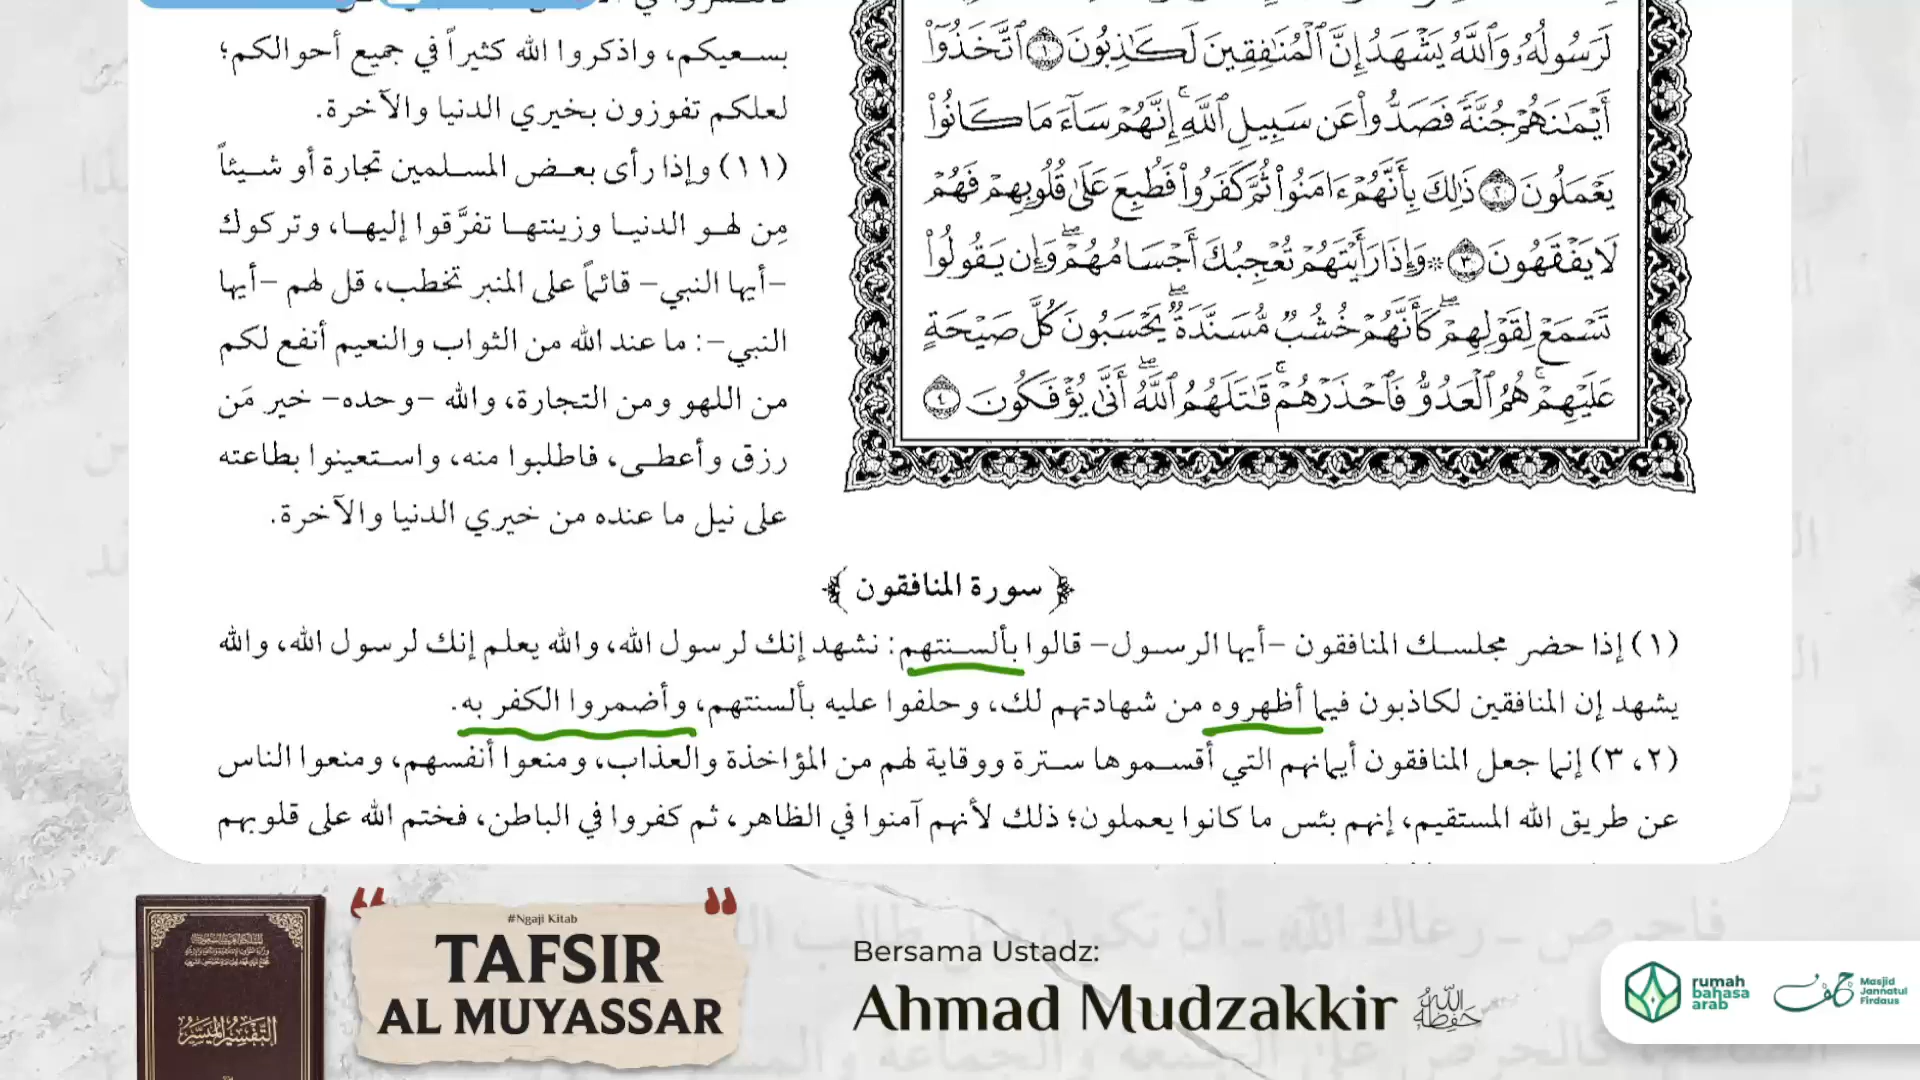 لَرَسُولُهُۥ وَٱللَّهُ يَشْهَدُ إِنَّ ٱلْمُنَٰفِقِينَ لَكَٰذِبُونَ ١ ٱتَّخَذُوٓا۟
أَيْمَٰنَهُمْ جُنَّةً فَصَدُّوا۟ عَن سَبِيلِ ٱللَّهِ ۚ إِنَّهُمْ سَآءَ مَا كَانُوا۟
يَعْمَلُونَ ٢ ذَٰلِكَ بِأَنَّهُمْ ءَامَنُوا۟ ثُمَّ كَفَرُوا۟ فَطُبِعَ عَلَىٰ قُلُوبِهِمْ فَهُمْ
لَا يَفْقَهُونَ ٣ ۞ وَإِذَا رَأَيْتَهُمْ تُعْجِبُكَ أَجْسَامُهُمْ ۖ وَإِن يَقُولُوا۟
تَسْمَعْ لِقَوْلِهِمْ ۖ كَأَنَّهُمْ خُشُبٌ مُّسَنَّدَةٌ ۖ يَحْسَبُونَ كُلَّ صَيْحَةٍ
عَلَيْهِمْ ۚ هُمُ ٱلْعَدُوُّ فَٱحْذَرْهُمْ ۚ قَٰتَلَهُمُ ٱللَّهُ ۖ أَنَّىٰ يُؤْفَكُونَ ٤
بسعيكم، واذكروا الله كثيراً في جميع أحوالكم؛
لعلكم تفوزون بخيري الدنيا والآخرة.
(١١) وإذا رأى بعض المسلمين تجارة أو شيئاً
مِن لهو الدنيا وزينتها تفرَّقوا إليها، وتركوك
-أيها النبي- قائماً على المنبر تخطب، قل لهم -أيها
النبي-: ما عند الله من الثواب والنعيم أنفع لكم
من اللهو ومن التجارة، والله -وحده- خير مَن
رزق وأعطى، فاطلبوا منه، واستعينوا بطاعته
على نيل ما عنده من خيري الدنيا والآخرة.
﴿ سورة المنافقون ﴾
(١) إذا حضر مجلسك المنافقون -أيها الرسول- قالوا بألسنتهم: نشهد إنك لرسول الله، والله يعلم إنك لرسول الله، والله
يشهد إن المنافقين لكاذبون فيما أظهروه من شهادتهم لك، وحلفوا عليه بألسنتهم، وأضمروا الكفر به.
(٢، ٣) إنما جعل المنافقون أيمانهم التي أقسموها سترة ووقاية لهم من المؤاخذة والعذاب، ومنعوا أنفسهم، ومنعوا الناس
عن طريق الله المستقيم، إنهم بئس ما كانوا يعملون؛ ذلك لأنهم آمنوا في الظاهر، ثم كفروا في الباطن، فختم الله على قلوبهم
التفسير الميسر
#Ngaji Kitab
TAFSIR
AL MUYASSAR
Bersama Ustadz:
Ahmad Mudzakkir حفظه الله
rumah
bahasa
arab
Masjid
Jannatul
Firdaus